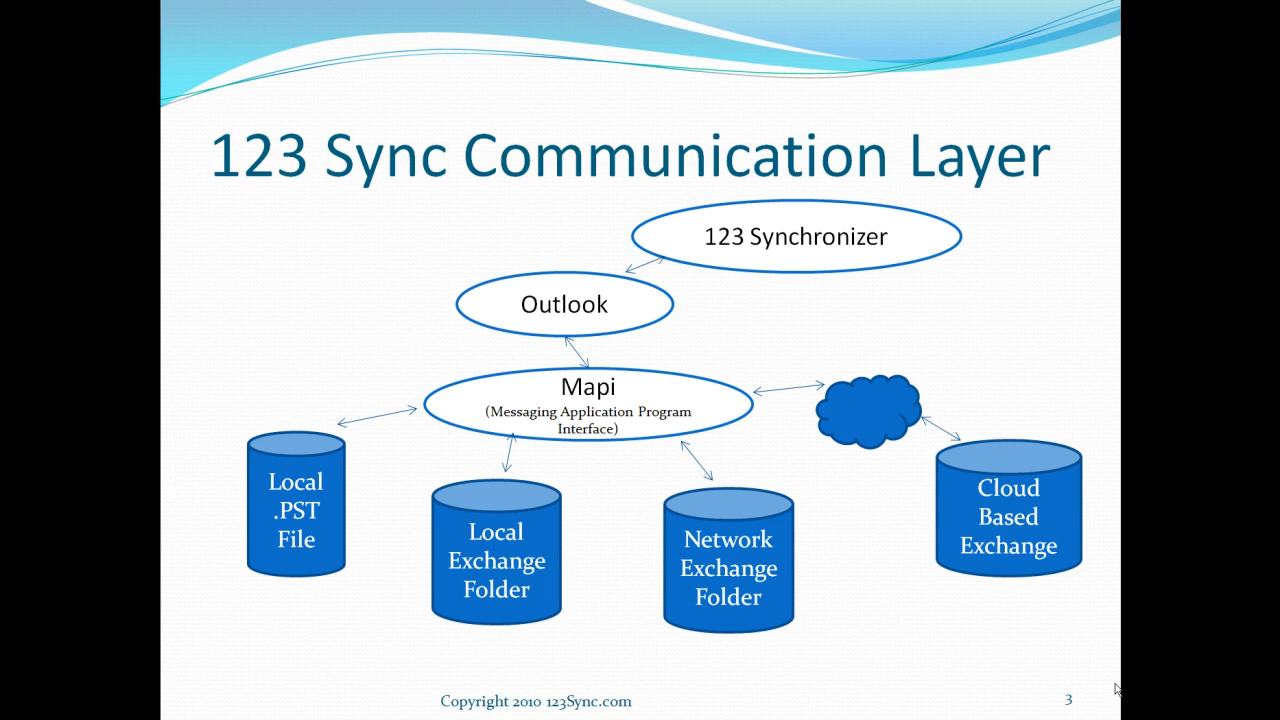 123 Sync Communication Layer
123 Synchronizer
Outlook
Mapi
(Messaging Application Program
Interface)
Local
.PST
File
Local
Exchange
Folder
Network
Exchange
Folder
Cloud
Based
Exchange
Copyright 2010 123Sync.com
3